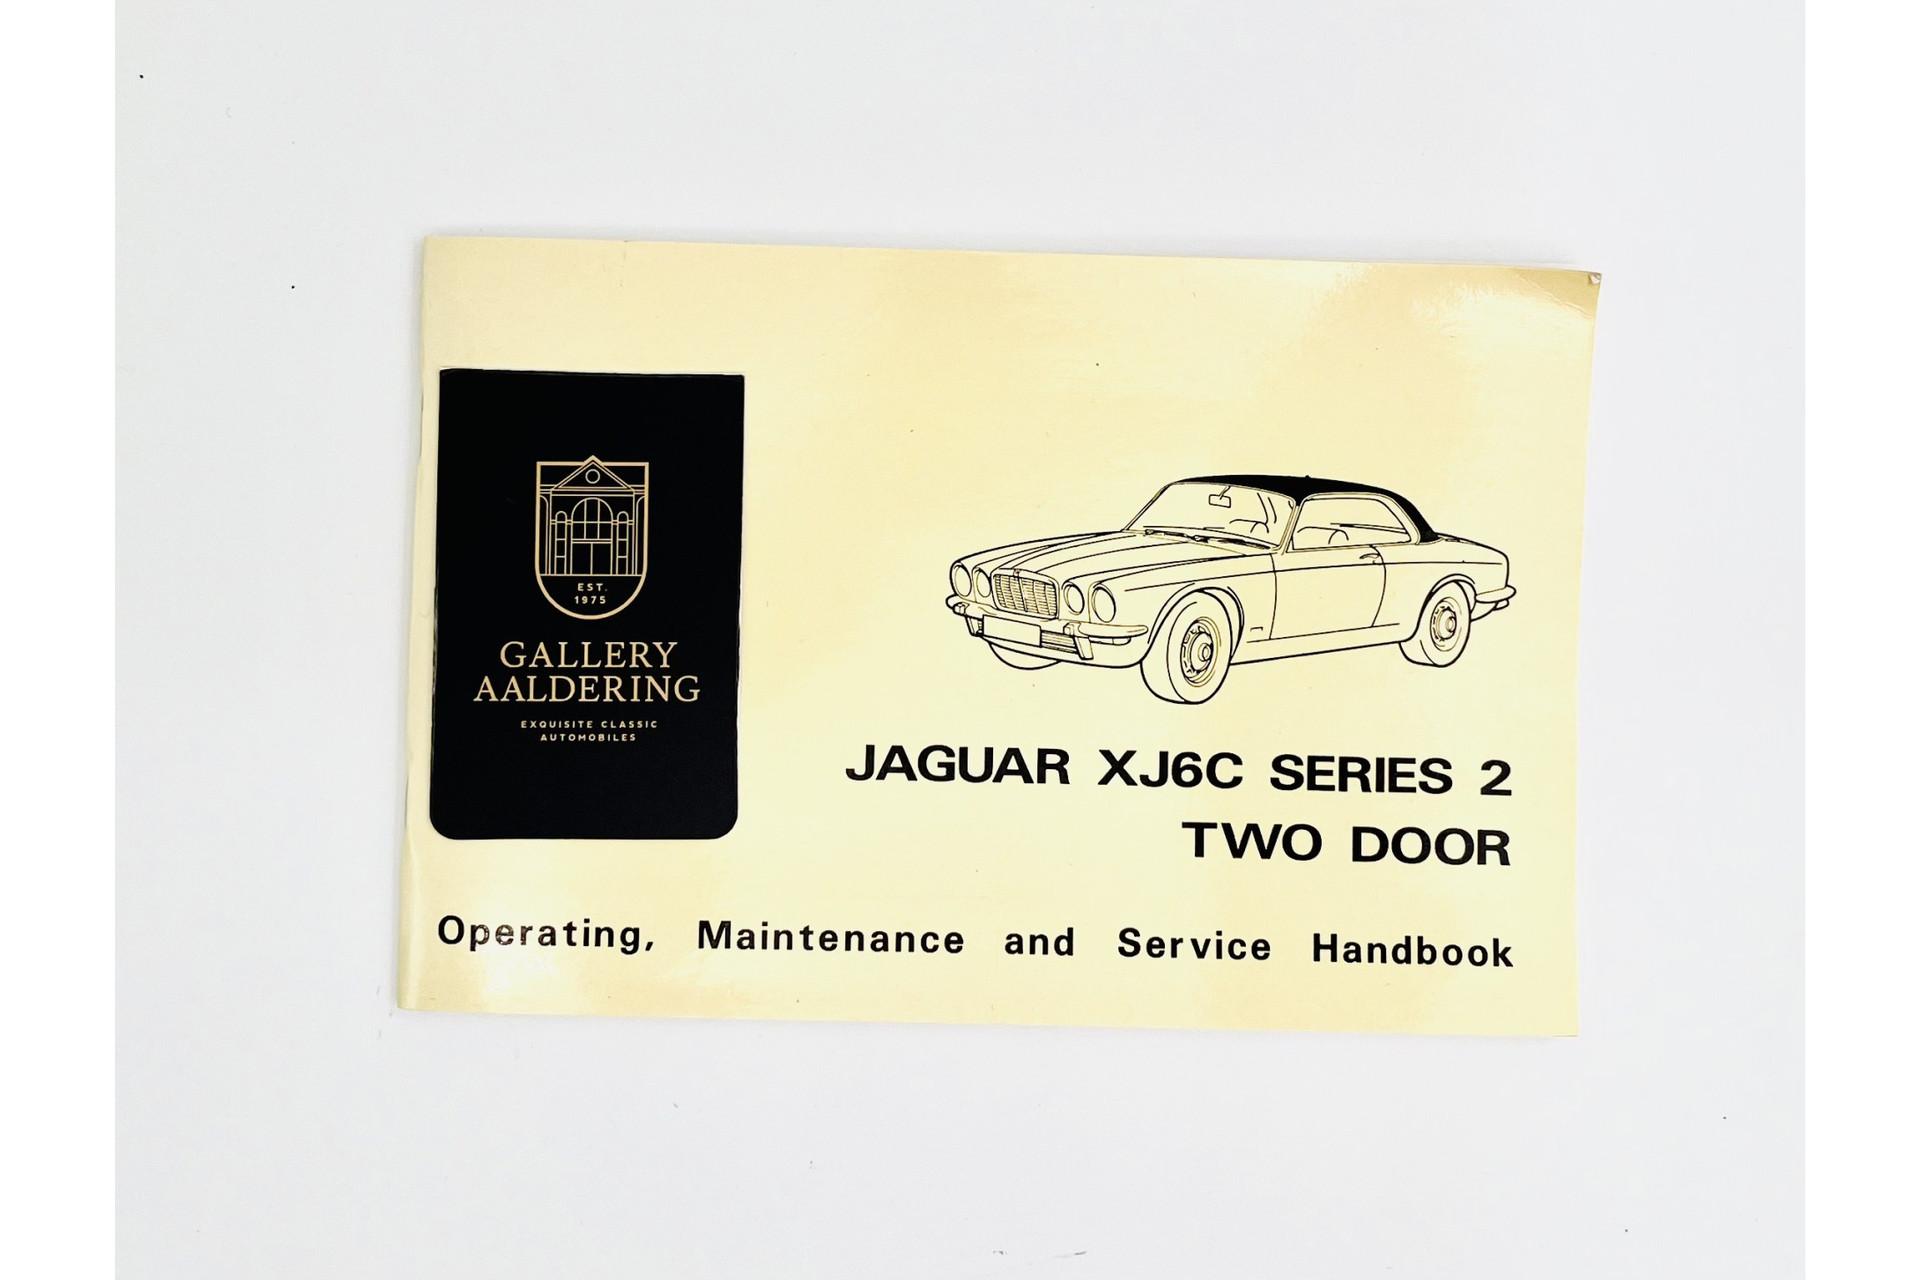 EST.
1975
GALLERY
AALDERING
EXQUISITE CLASSIC
AUTOMOBILES
JAGUAR XJ6C SERIES 2
TWO DOOR
Operating, Maintenance and Service Handbook